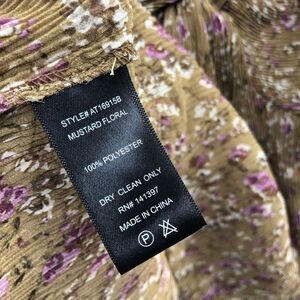 STYLE# AT16915B
MUSTARD FLORAL
100% POLYESTER
DRY CLEAN ONLY
RN# 141397
MADE IN CHINA
P